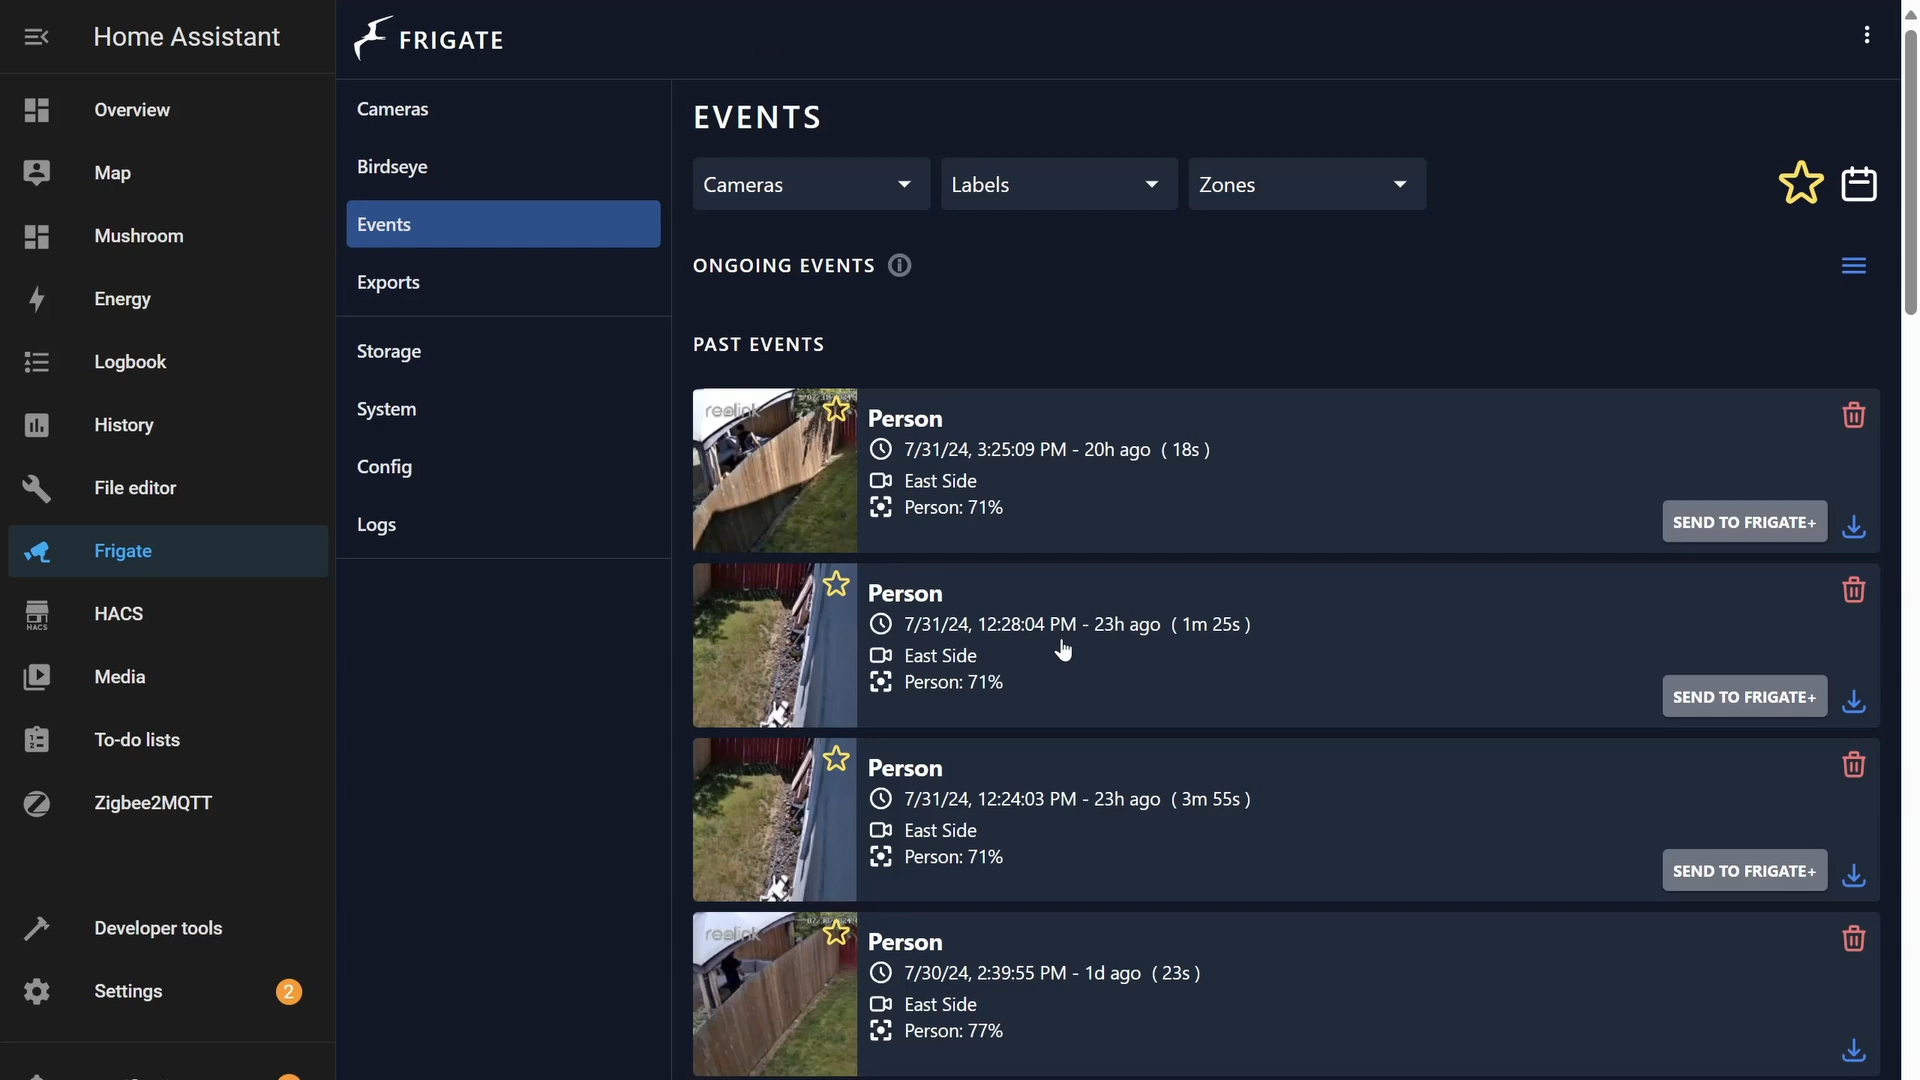 Home Assistant
Overview
Map
Mushroom
Energy
Logbook
History
File editor
Frigate
HACS
HACS
Media
To-do lists
Zigbee2MQTT
Developer tools
Settings
2
FRIGATE
Cameras
Birdseye
Events
Exports
Storage
System
Config
Logs
EVENTS
Cameras
Labels
Zones
ONGOING EVENTS
PAST EVENTS
reolink
Person
7/31/24, 3:25:09 PM - 20h ago ( 18s )
East Side
Person: 71%
SEND TO FRIGATE+
Person
7/31/24, 12:28:04 PM - 23h ago ( 1m 25s )
East Side
Person: 71%
SEND TO FRIGATE+
Person
7/31/24, 12:24:03 PM - 23h ago ( 3m 55s )
East Side
Person: 71%
SEND TO FRIGATE+
reolink
Person
7/30/24, 2:39:55 PM - 1d ago ( 23s )
East Side
Person: 77%